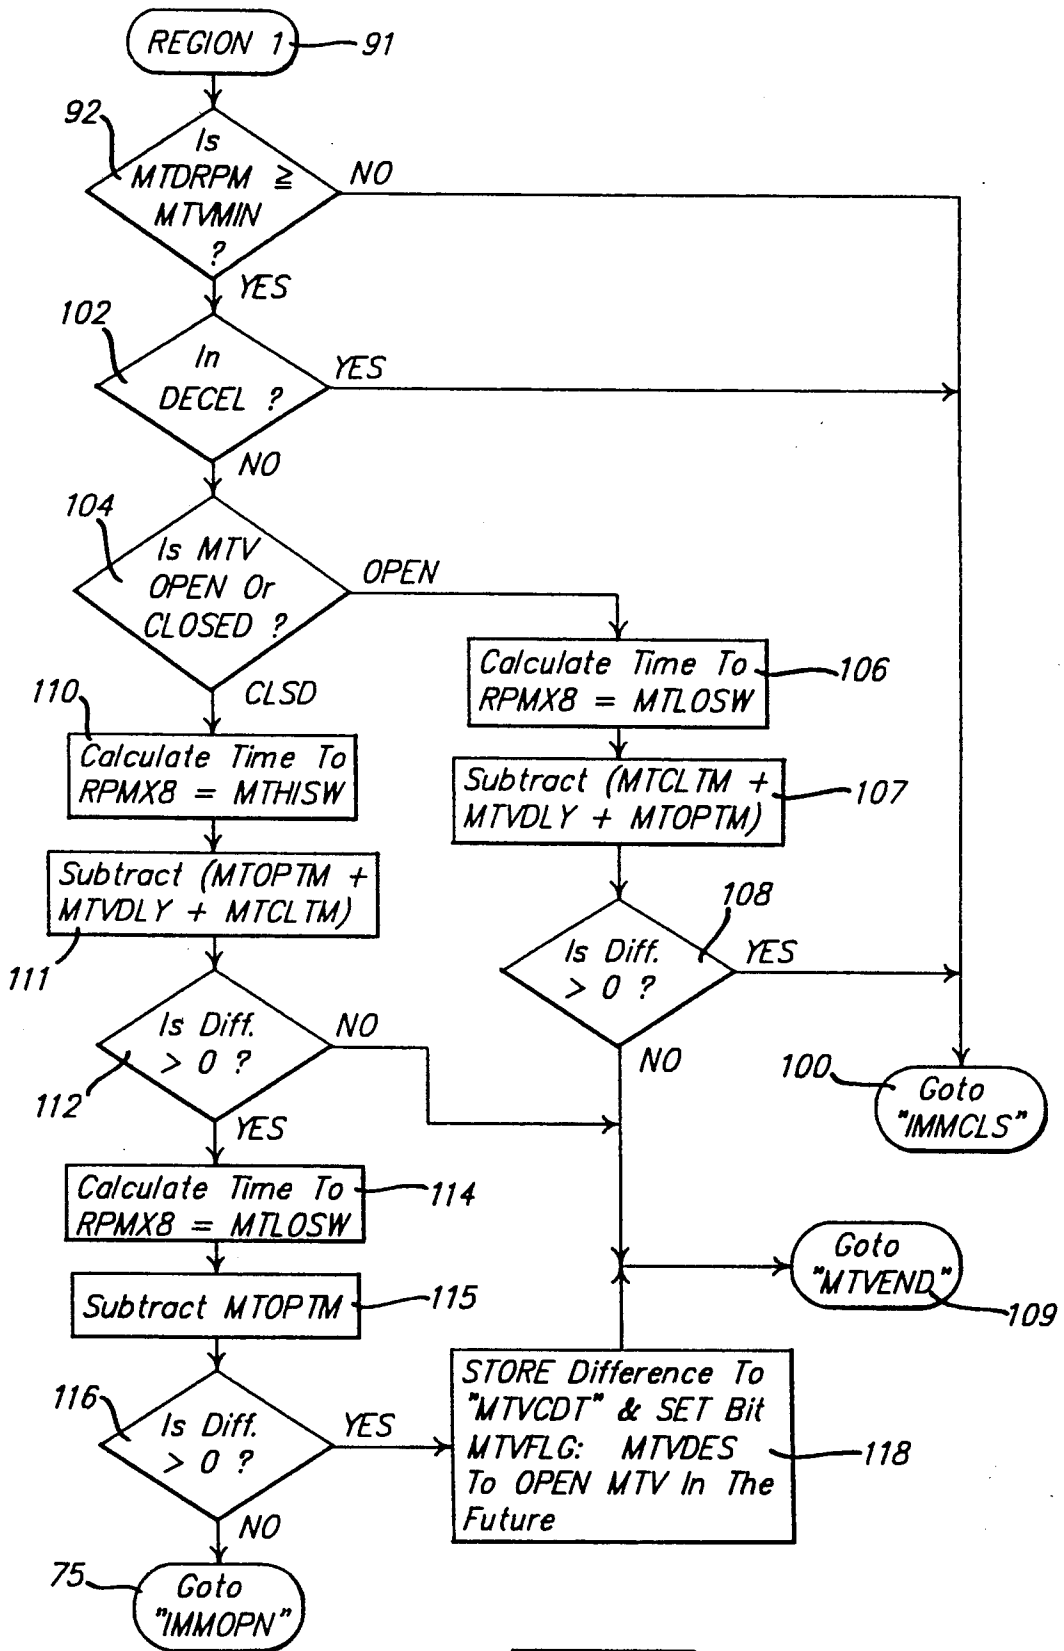 REGION 1
91
92
Is
MTDRPM ≧
MTVMIN
?
NO
YES
102
In
DECEL ?
YES
NO
104
Is MTV
OPEN Or
CLOSED ?
OPEN
CLSD
Calculate Time To
RPMX8 = MTLOSW
106
110
Calculate Time To
RPMX8 = MTHISW
Subtract (MTCLTM +
MTVDLY + MTOPTM)
107
Subtract (MTOPTM +
MTVDLY + MTCLTM)
111
108
Is Diff.
> 0 ?
YES
NO
Is Diff.
> 0 ?
NO
112
YES
100
Goto
"IMMCLS"
Calculate Time To
RPMX8 = MTLOSW
114
Goto
"MTVEND"
109
Subtract MTOPTM
115
116
Is Diff.
> 0 ?
YES
NO
STORE Difference To
"MTVCDT" & SET Bit
MTVFLG: MTVDES
To OPEN MTV In The
Future
118
75
Goto
"IMMOPN"